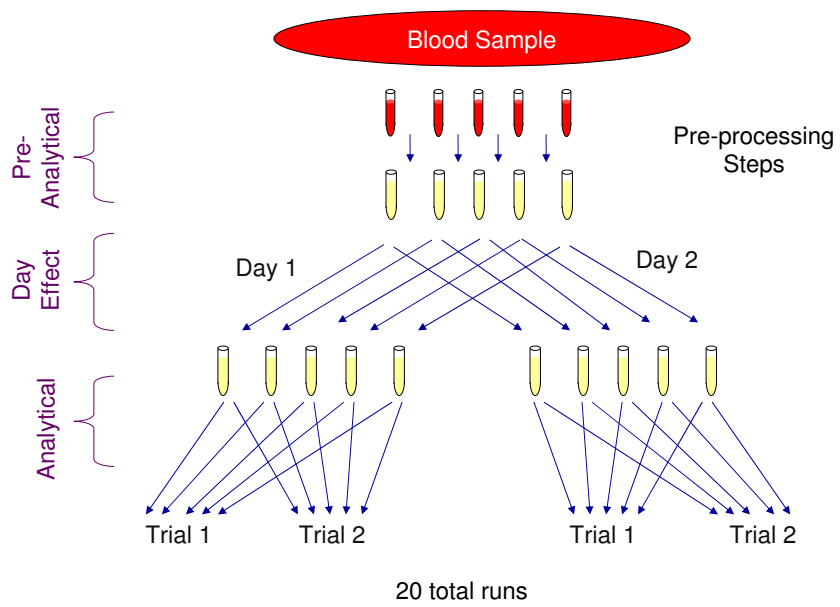 Blood Sample
Pre-
Analytical
Pre-processing
Steps
Day
Effect
Day 1
Day 2
Analytical
Trial 1
Trial 2
Trial 1
Trial 2
20 total runs